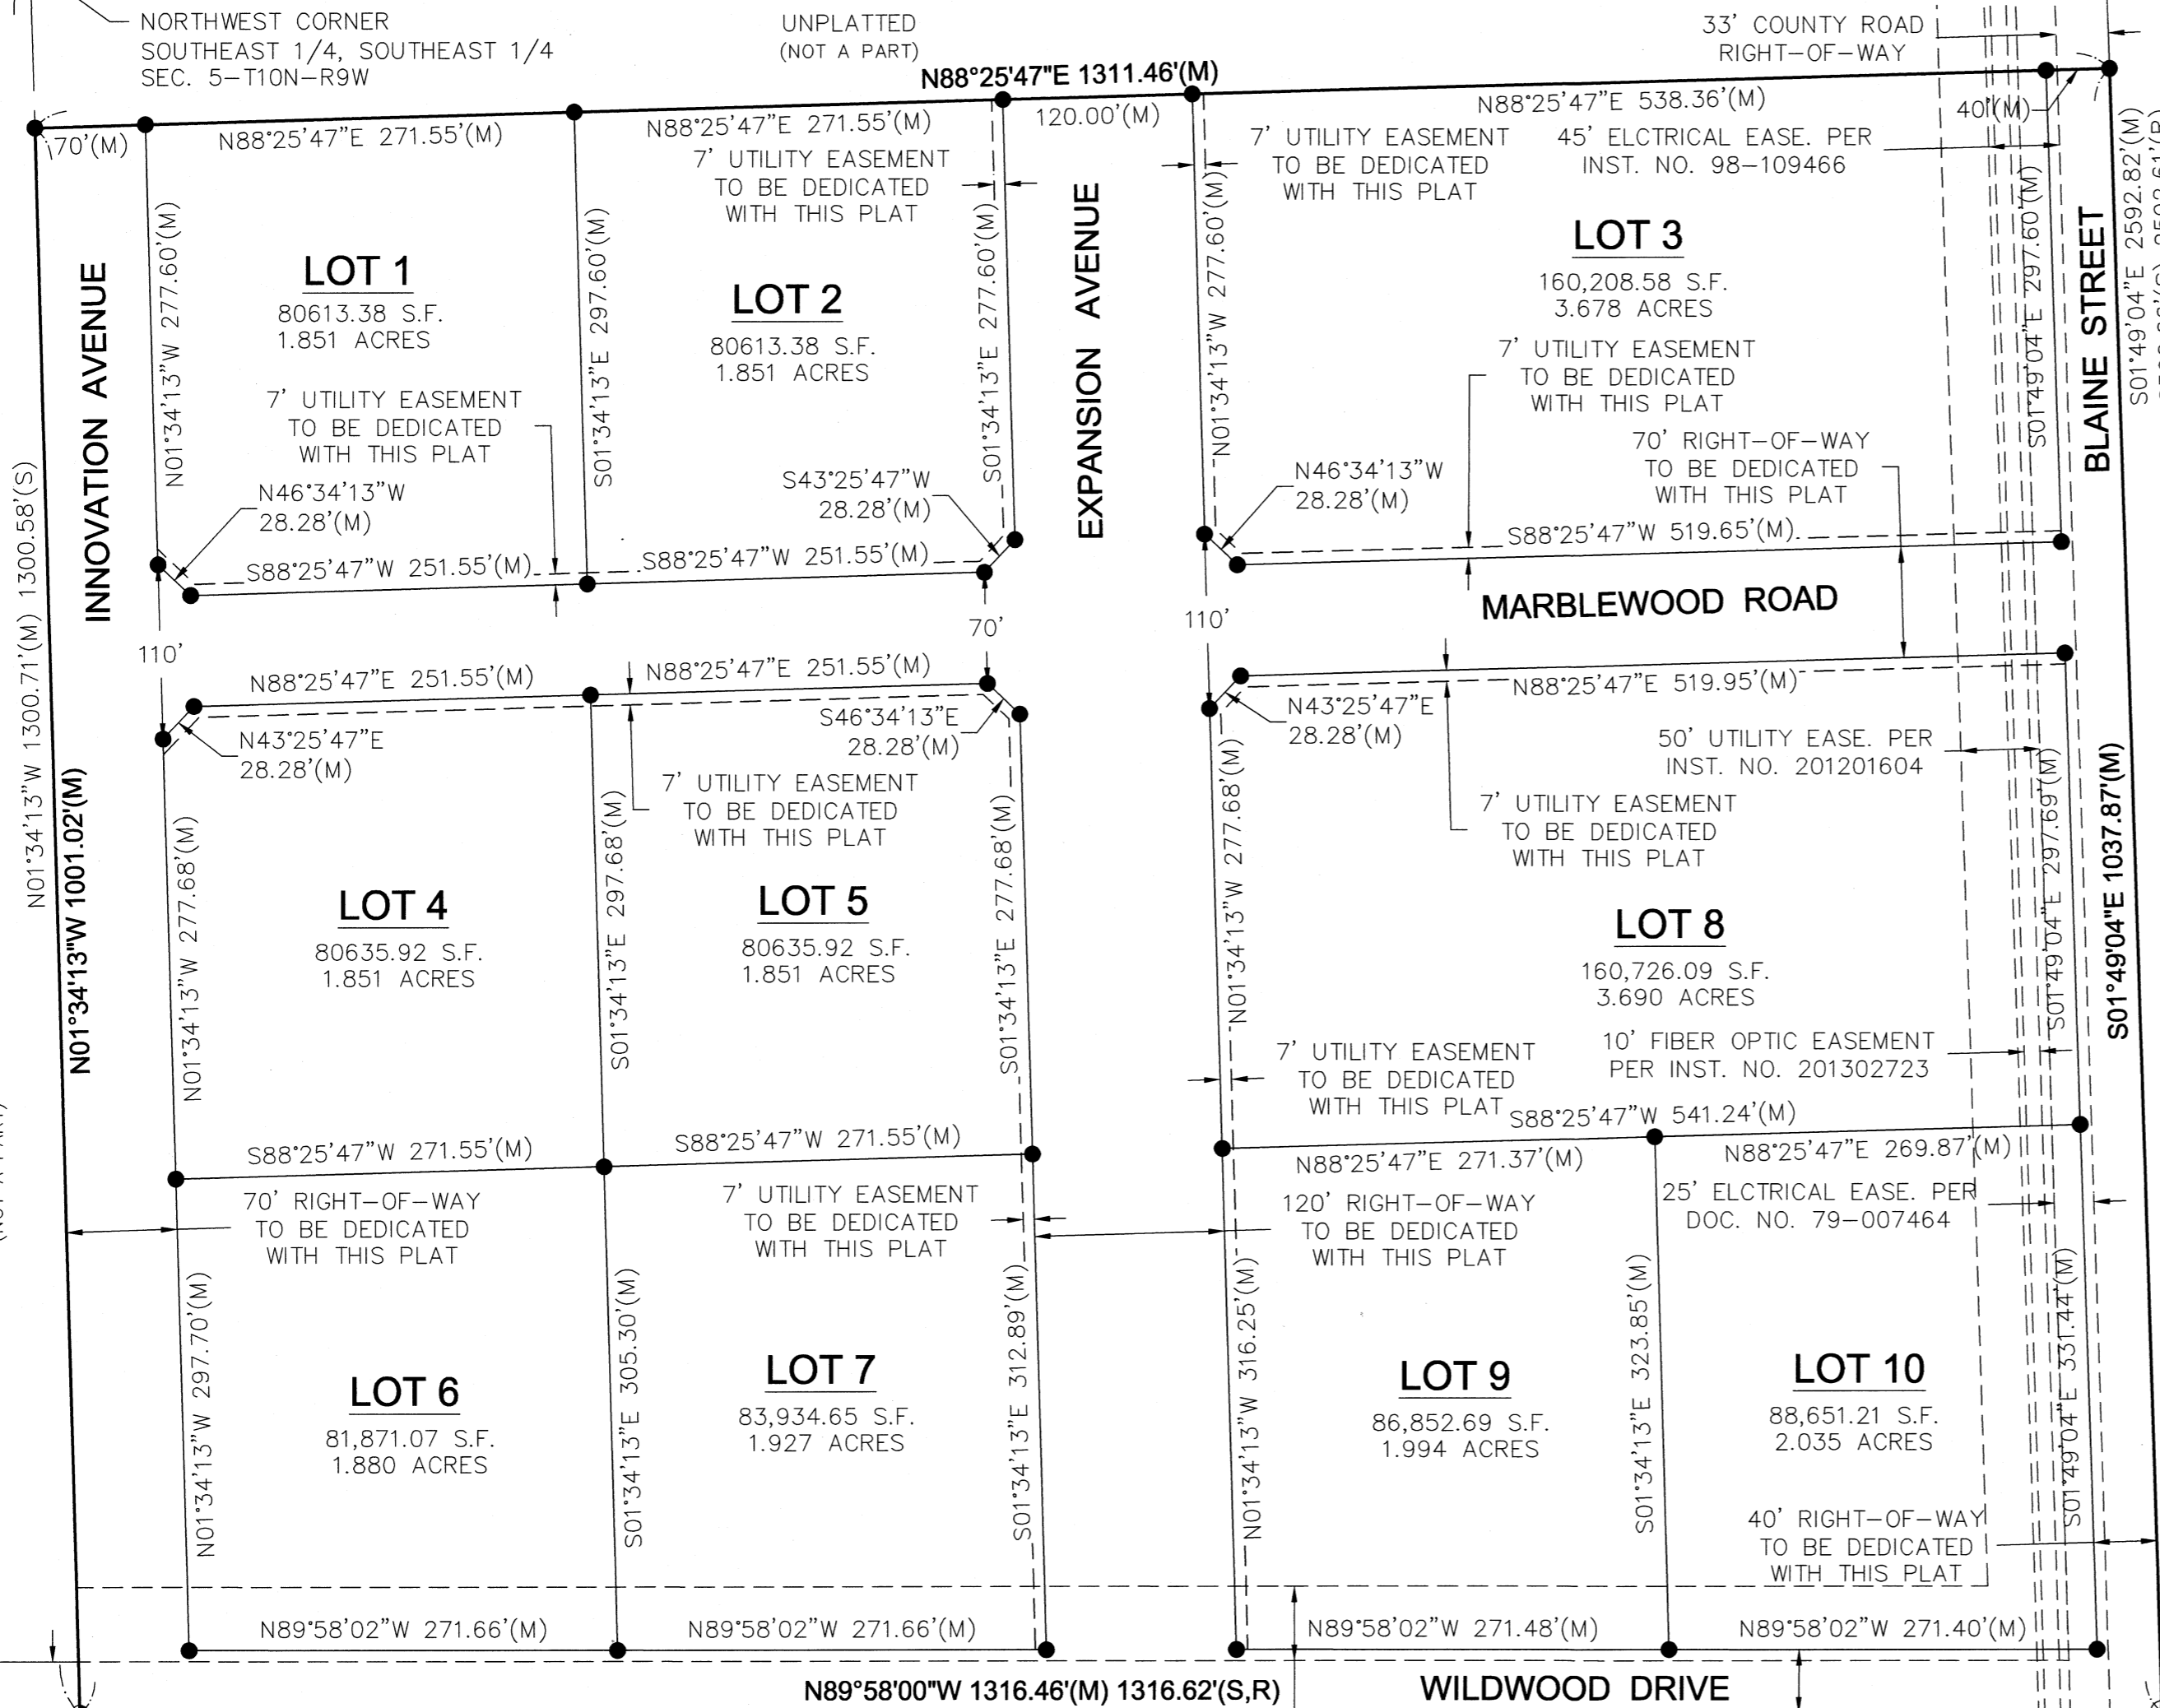 NORTHWEST CORNER
SOUTHEAST 1/4, SOUTHEAST 1/4
SEC. 5-T10N-R9W
UNPLATTED
(NOT A PART)
33' COUNTY ROAD
RIGHT-OF-WAY
N88°25'47"E 1311.46'(M)
70'(M)
N88°25'47"E 271.55'(M)
N88°25'47"E 271.55'(M)
120.00'(M)
N88°25'47"E 538.36'(M)
40'(M)
7' UTILITY EASEMENT
TO BE DEDICATED
WITH THIS PLAT
7' UTILITY EASEMENT
TO BE DEDICATED
WITH THIS PLAT
45' ELCTRICAL EASE. PER
INST. NO. 98-109466
S01°49'04"E 2592.82'(M)
INNOVATION AVENUE
N01°34'13"W 277.60'(M)
LOT 1
80613.38 S.F.
1.851 ACRES
S01°34'13"E 297.60'(M)
LOT 2
80613.38 S.F.
1.851 ACRES
S01°34'13"E 277.60'(M)
EXPANSION AVENUE
N01°34'13"W 277.60'(M)
LOT 3
160,208.58 S.F.
3.678 ACRES
S01°49'04"E 297.60'(M)
BLAINE STREET
7' UTILITY EASEMENT
TO BE DEDICATED
WITH THIS PLAT
7' UTILITY EASEMENT
TO BE DEDICATED
WITH THIS PLAT
70' RIGHT-OF-WAY
TO BE DEDICATED
WITH THIS PLAT
N46°34'13"W
28.28'(M)
S43°25'47"W
28.28'(M)
N46°34'13"W
28.28'(M)
S88°25'47"W 251.55'(M)
S88°25'47"W 251.55'(M)
S88°25'47"W 519.65'(M)
N01°34'13"W 1300.71'(M) 1300.58'(S)
110'
70'
110'
MARBLEWOOD ROAD
N88°25'47"E 251.55'(M)
N88°25'47"E 251.55'(M)
N88°25'47"E 519.95'(M)
N43°25'47"E
28.28'(M)
S46°34'13"E
28.28'(M)
N43°25'47"E
28.28'(M)
7' UTILITY EASEMENT
TO BE DEDICATED
WITH THIS PLAT
7' UTILITY EASEMENT
TO BE DEDICATED
WITH THIS PLAT
50' UTILITY EASE. PER
INST. NO. 201201604
N01°34'13"W 1001.02'(M)
N01°34'13"W 277.68'(M)
LOT 4
80635.92 S.F.
1.851 ACRES
S01°34'13"E 297.68'(M)
LOT 5
80635.92 S.F.
1.851 ACRES
S01°34'13"E 277.68'(M)
N01°34'13"W 277.68'(M)
LOT 8
160,726.09 S.F.
3.690 ACRES
S01°49'04"E 297.69'(M)
S01°49'04"E 1037.87'(M)
7' UTILITY EASEMENT
TO BE DEDICATED
WITH THIS PLAT
10' FIBER OPTIC EASEMENT
PER INST. NO. 201302723
S88°25'47"W 541.24'(M)
S88°25'47"W 271.55'(M)
S88°25'47"W 271.55'(M)
N88°25'47"E 271.37'(M)
N88°25'47"E 269.87'(M)
70' RIGHT-OF-WAY
TO BE DEDICATED
WITH THIS PLAT
7' UTILITY EASEMENT
TO BE DEDICATED
WITH THIS PLAT
120' RIGHT-OF-WAY
TO BE DEDICATED
WITH THIS PLAT
25' ELCTRICAL EASE. PER
DOC. NO. 79-007464
N01°34'13"W 297.70'(M)
LOT 6
81,871.07 S.F.
1.880 ACRES
S01°34'13"E 305.30'(M)
LOT 7
83,934.65 S.F.
1.927 ACRES
S01°34'13"E 312.89'(M)
N01°34'13"W 316.25'(M)
LOT 9
86,852.69 S.F.
1.994 ACRES
S01°34'13"E 323.85'(M)
LOT 10
88,651.21 S.F.
2.035 ACRES
S01°49'04"E 331.44'(M)
40' RIGHT-OF-WAY
TO BE DEDICATED
WITH THIS PLAT
N89°58'02"W 271.66'(M)
N89°58'02"W 271.66'(M)
N89°58'02"W 271.48'(M)
N89°58'02"W 271.40'(M)
N89°58'00"W 1316.46'(M) 1316.62'(S,R)
WILDWOOD DRIVE